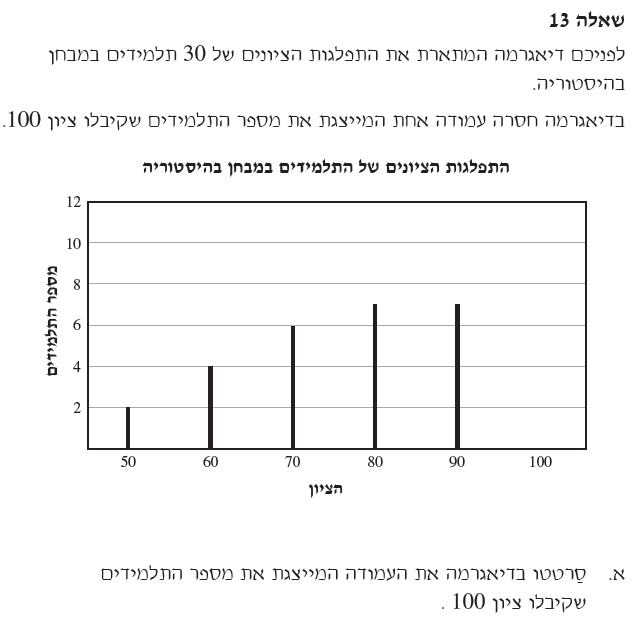 שאלה 13
לפניכם דיאגרמה המתארת את התפלגות הציונים של 30 תלמידים במבחן
בהיסטוריה.
בדיאגרמה חסרה עמודה אחת המייצגת את מספר התלמידים שקיבלו ציון 100.
התפלגות הציונים של התלמידים במבחן בהיסטוריה
מספר התלמידים
12
10
8
6
4
2
50 60 70 80 90 100
הציון
א. סַרטטו בדיאגרמה את העמודה המייצגת את מספר התלמידים
שקיבלו ציון 100 .